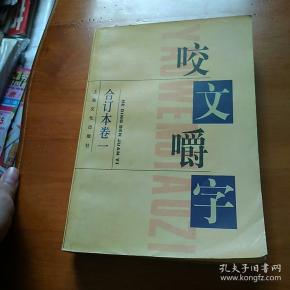 咬文嚼字
YAOWENJIAOZI
合订本卷一
HE DING BEN JUAN YI
上海文化出版社
孔夫子旧书网